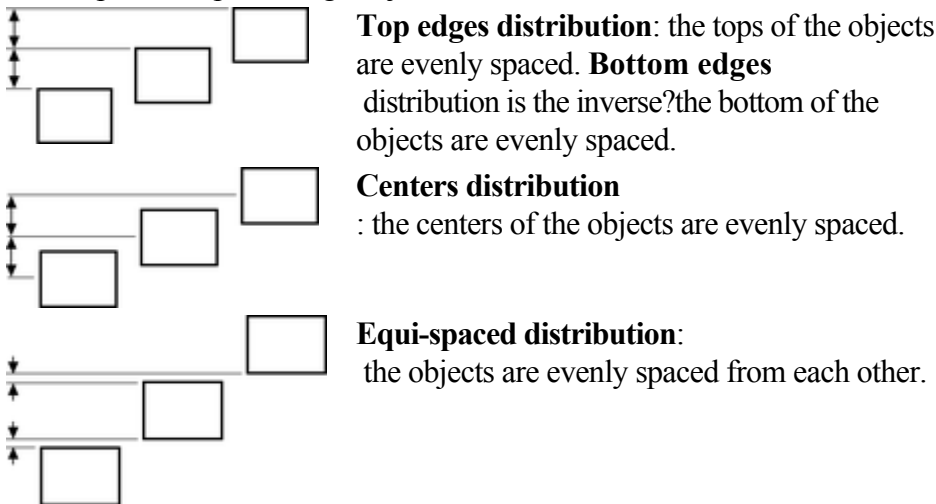 Top edges distribution: the tops of the objects
are evenly spaced. Bottom edges
distribution is the inverse?the bottom of the
objects are evenly spaced.
Centers distribution
: the centers of the objects are evenly spaced.
Equi-spaced distribution:
the objects are evenly spaced from each other.